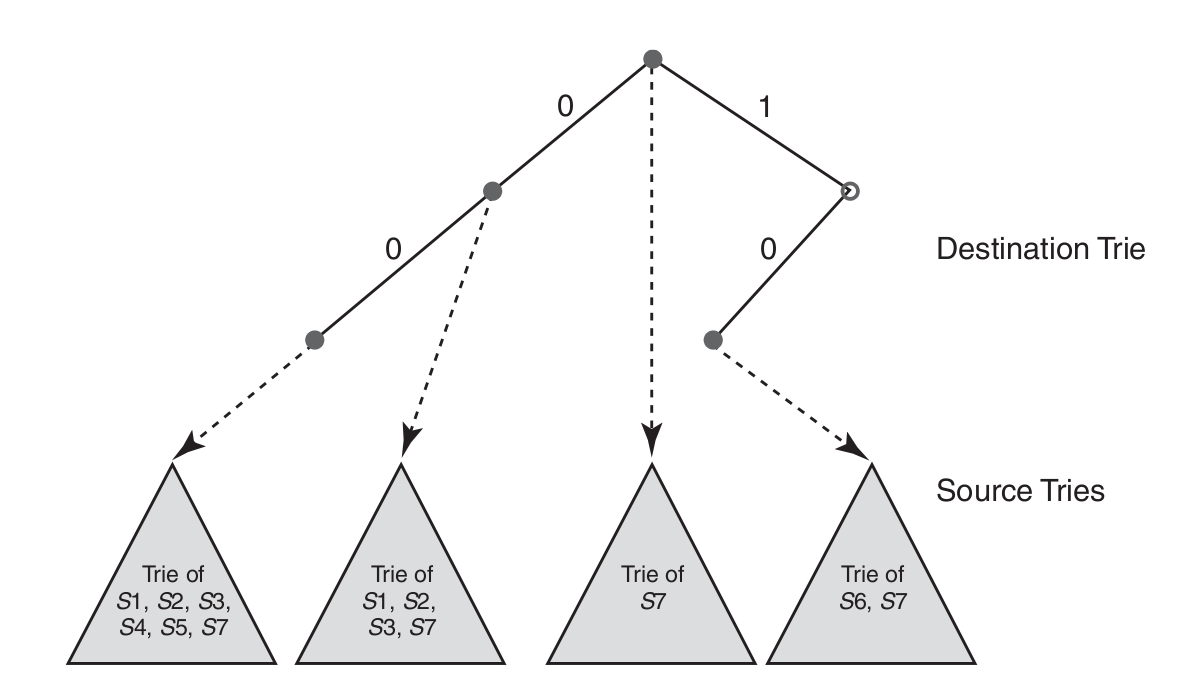 0
1
0
0
Destination Trie
Source Tries
Trie of
S1, S2, S3,
S4, S5, S7
Trie of
S1, S2,
S3, S7
Trie of
S7
Trie of
S6, S7